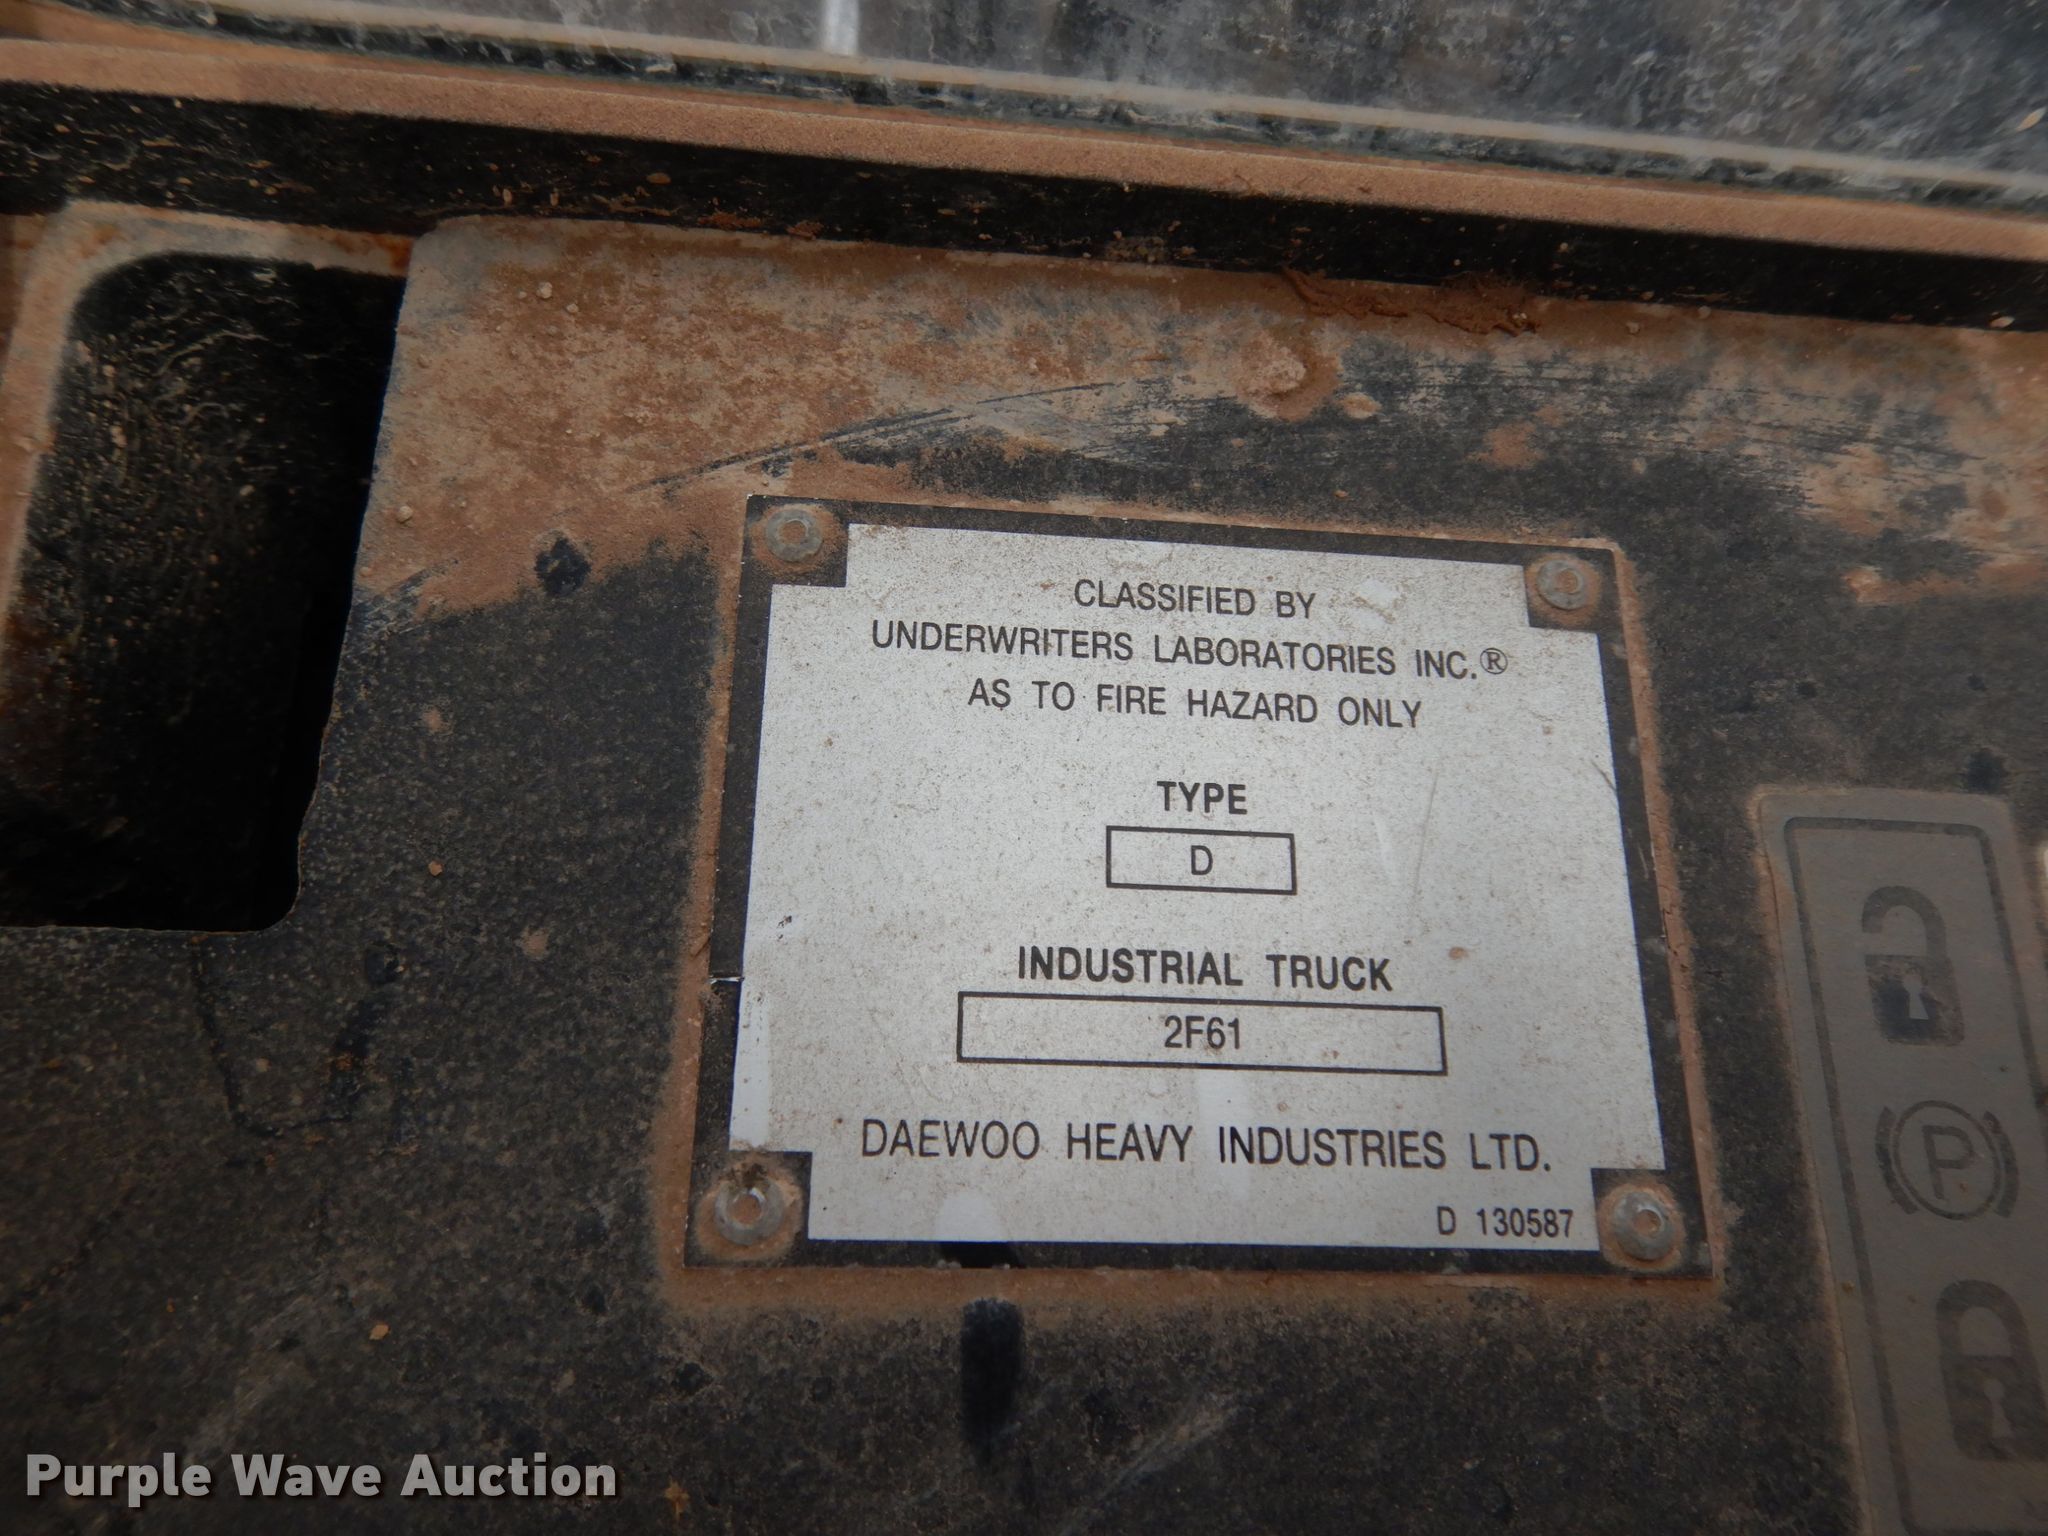 CLASSIFIED BY
UNDERWRITERS LABORATORIES INC.®
AS TO FIRE HAZARD ONLY
TYPE
D
INDUSTRIAL TRUCK
2F61
DAEWOO HEAVY INDUSTRIES LTD.
D 130587
P
Purple Wave Auction